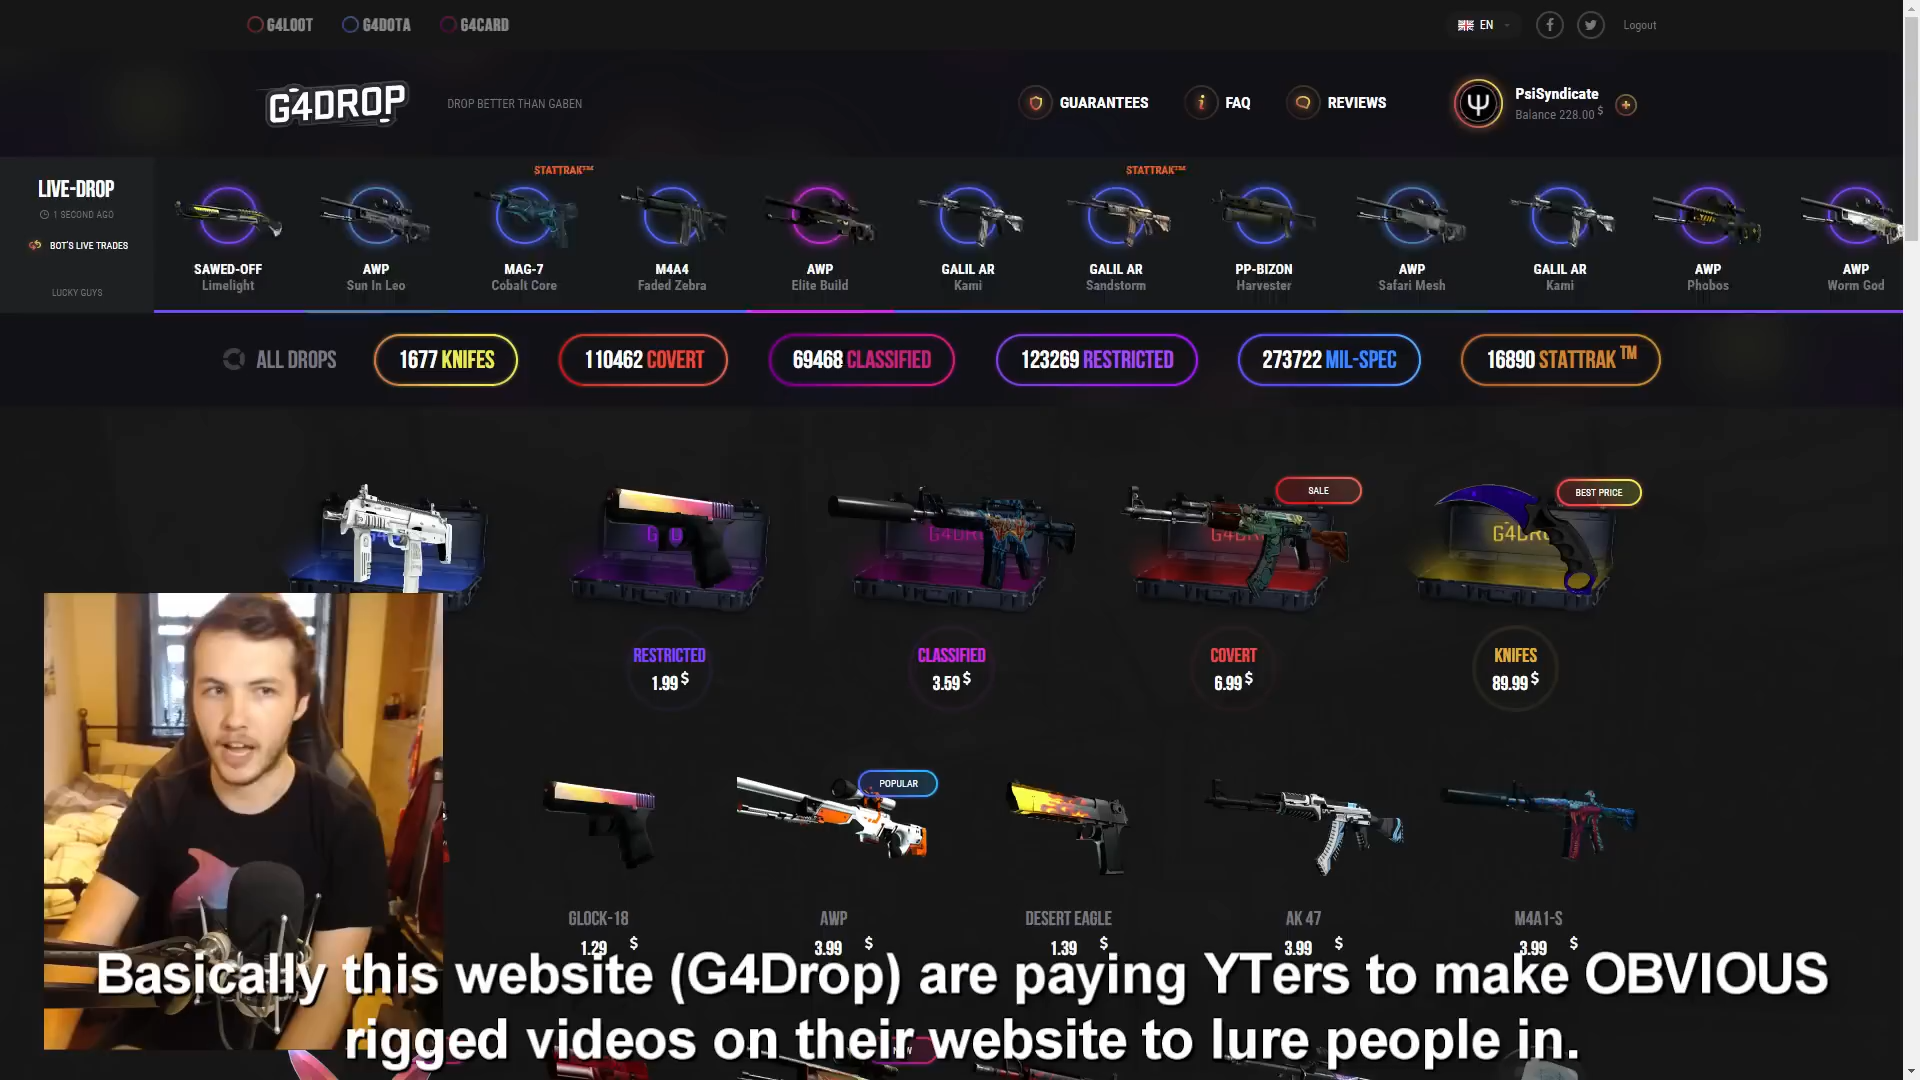 G4LOOT G4DOTA G4CARD EN Logout
G4DROP DROP BETTER THAN GABEN GUARANTEES FAQ REVIEWS PsiSyndicate
Balance 228.00 $
STATTRAK™ STATTRAK™
LIVE-DROP
1 SECOND AGO
BOT'S LIVE TRADES
LUCKY GUYS
SAWED-OFF AWP MAG-7 M4A4 AWP GALIL AR GALIL AR PP-BIZON AWP GALIL AR AWP AWP
Limelight Sun In Leo Cobalt Core Faded Zebra Elite Build Kami Sandstorm Harvester Safari Mesh Kami Phobos Worm God
ALL DROPS 1677 KNIFES 110462 COVERT 69468 CLASSIFIED 123269 RESTRICTED 273722 MIL-SPEC 16890 STATTRAK TM
SALE BEST PRICE
RESTRICTED CLASSIFIED COVERT KNIFES
1.99 $ 3.59 $ 6.99 $ 89.99 $
POPULAR
GLOCK-18 AWP DESERT EAGLE AK 47 M4A1-S
1.29 $ 3.99 $ 1.39 $ 3.99 $ 3.99 $
Basically this website (G4Drop) are paying YTers to make OBVIOUS
rigged videos on their website to lure people in.